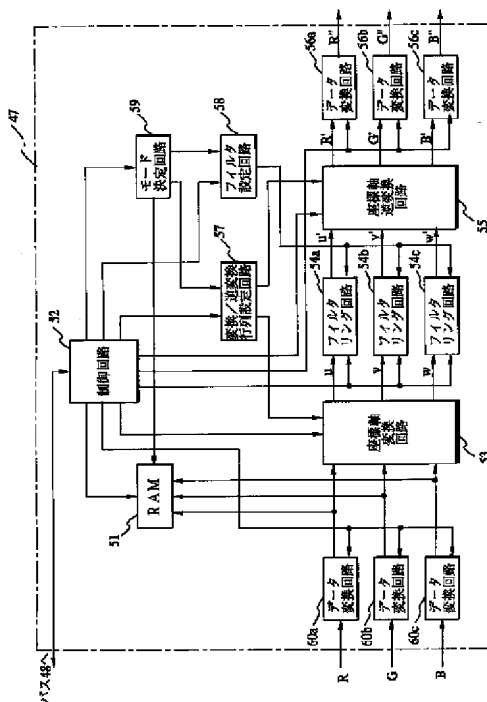 47
バス48
52
制御回路
59
モード
決定回路
51
RAM
57
変換/逆変換
行列設定回路
58
フィルタ
設定回路
60a
データ
変換回路
60b
データ
変換回路
60c
データ
変換回路
R
G
B
53
座標軸
変換
回路
u
v
w
54a
フィルタ
リング回路
54b
フィルタ
リング回路
54c
フィルタ
リング回路
u'
v'
w'
55
座標軸
逆変換
回路
R'
G'
B'
56a
データ
変換回路
56b
データ
変換回路
56c
データ
変換回路
R"
G"
B"